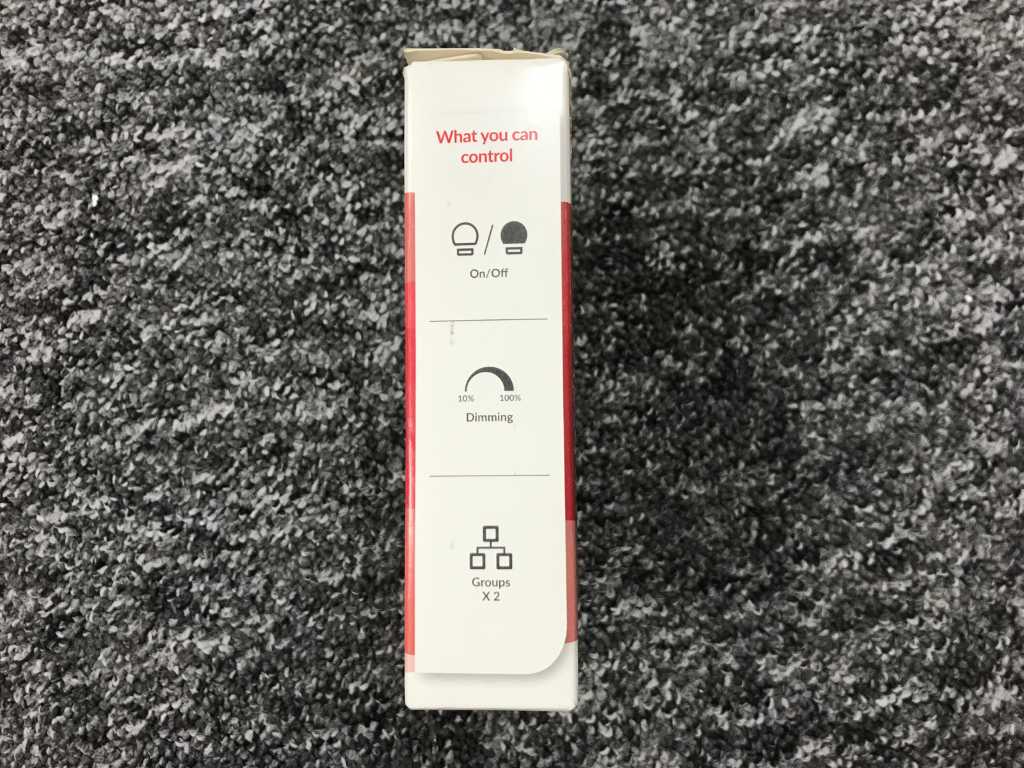 What you can
control
On/Off
10% 100%
Dimming
Groups
X 2